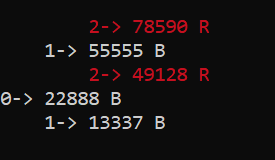 2-> 78590 R
1-> 55555 B
2-> 49128 R
0-> 22888 B
1-> 13337 B